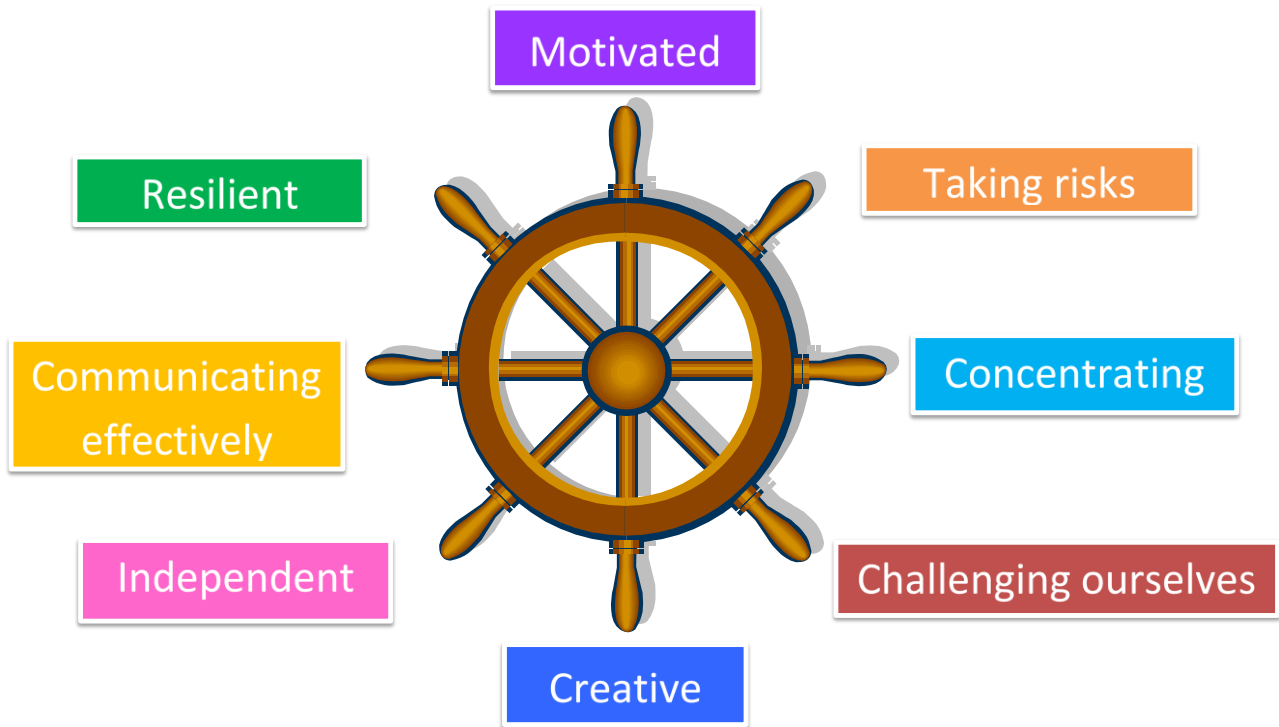 Motivated
Resilient
Taking risks
Communicating
effectively
Concentrating
Independent
Challenging ourselves
Creative